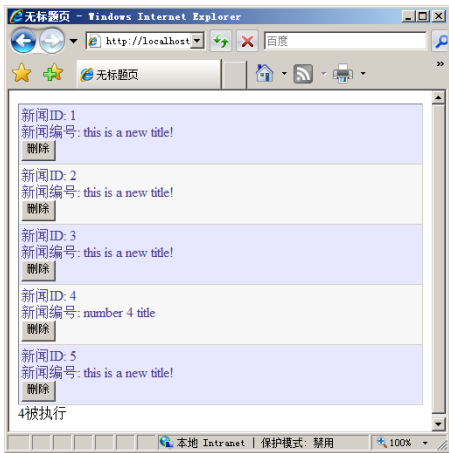 无标题页 - Windows Internet Explorer
http://localhost
百度
无标题页
»
新闻ID: 1
新闻编号: this is a new title!
删除
新闻ID: 2
新闻编号: this is a new title!
删除
新闻ID: 3
新闻编号: this is a new title!
删除
新闻ID: 4
新闻编号: number 4 title
删除
新闻ID: 5
新闻编号: this is a new title!
删除
4被执行
本地 Intranet | 保护模式: 禁用
100%